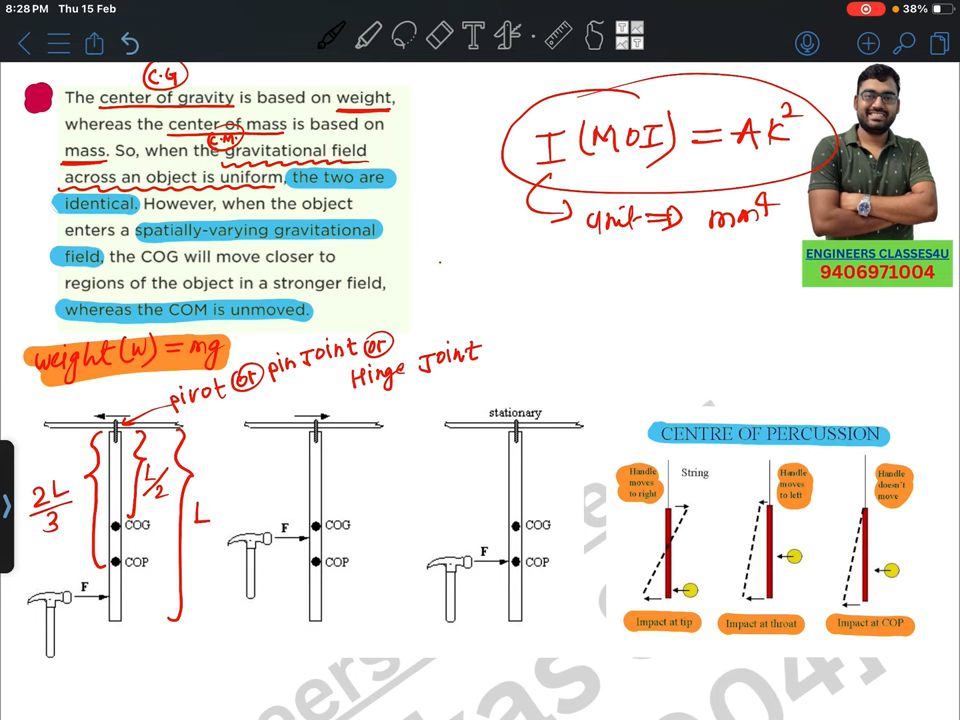 8:28 PM Thu 15 Feb
38%
C.G
The center of gravity is based on weight,
whereas the center of mass is based on
C.M.
mass. So, when the gravitational field
across an object is uniform, the two are
identical. However, when the object
enters a spatially-varying gravitational
field, the COG will move closer to
regions of the object in a stronger field,
whereas the COM is unmoved.
I (MOI) = AK²
unit ⇒ mm⁴
ENGINEERS CLASSES4U
9406971004
weight (W) = mg
pivot or pin Joint or
Hinge Joint
2L/3
L/2
L
COG
COP
F
COG
COP
F
stationary
COG
COP
F
CENTRE OF PERCUSSION
Handle
moves
to right
String
Handle
moves
to left
Handle
doesn't
move
Impact at tip
Impact at throat
Impact at COP